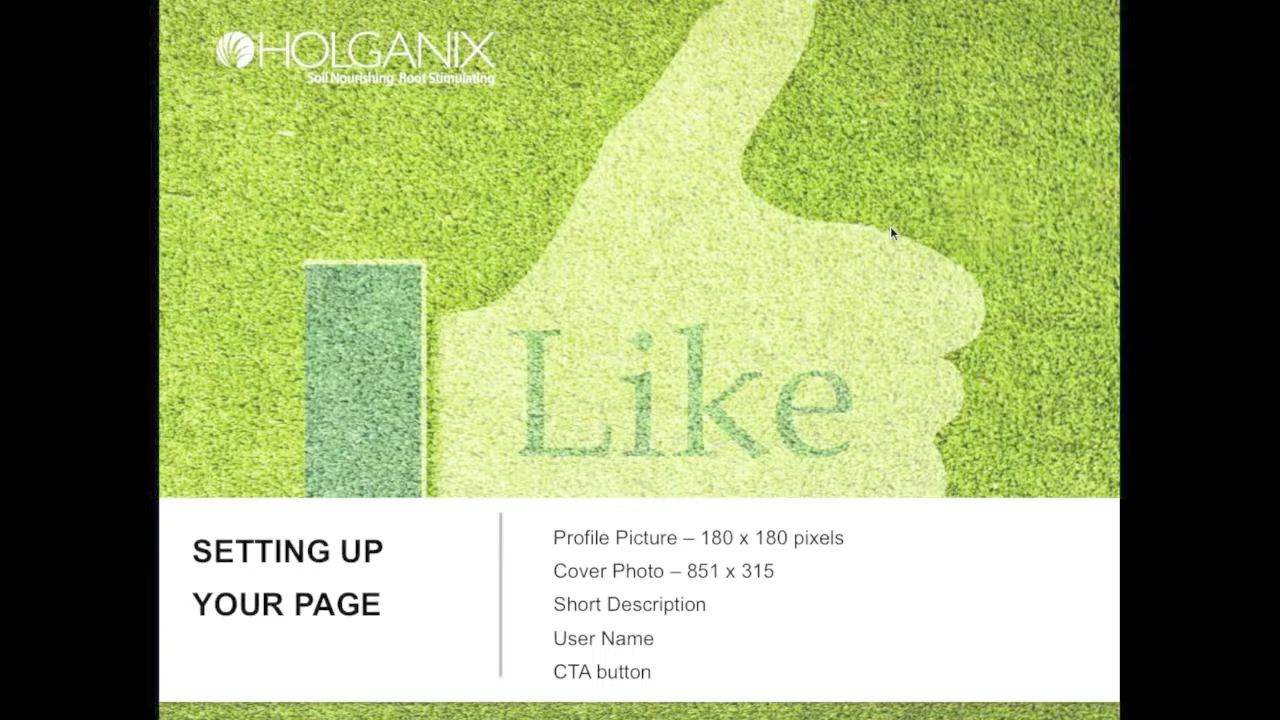 HOLGANIX
Soil Nourishing Root Stimulating
Like
SETTING UP
YOUR PAGE
Profile Picture – 180 x 180 pixels
Cover Photo – 851 x 315
Short Description
User Name
CTA button